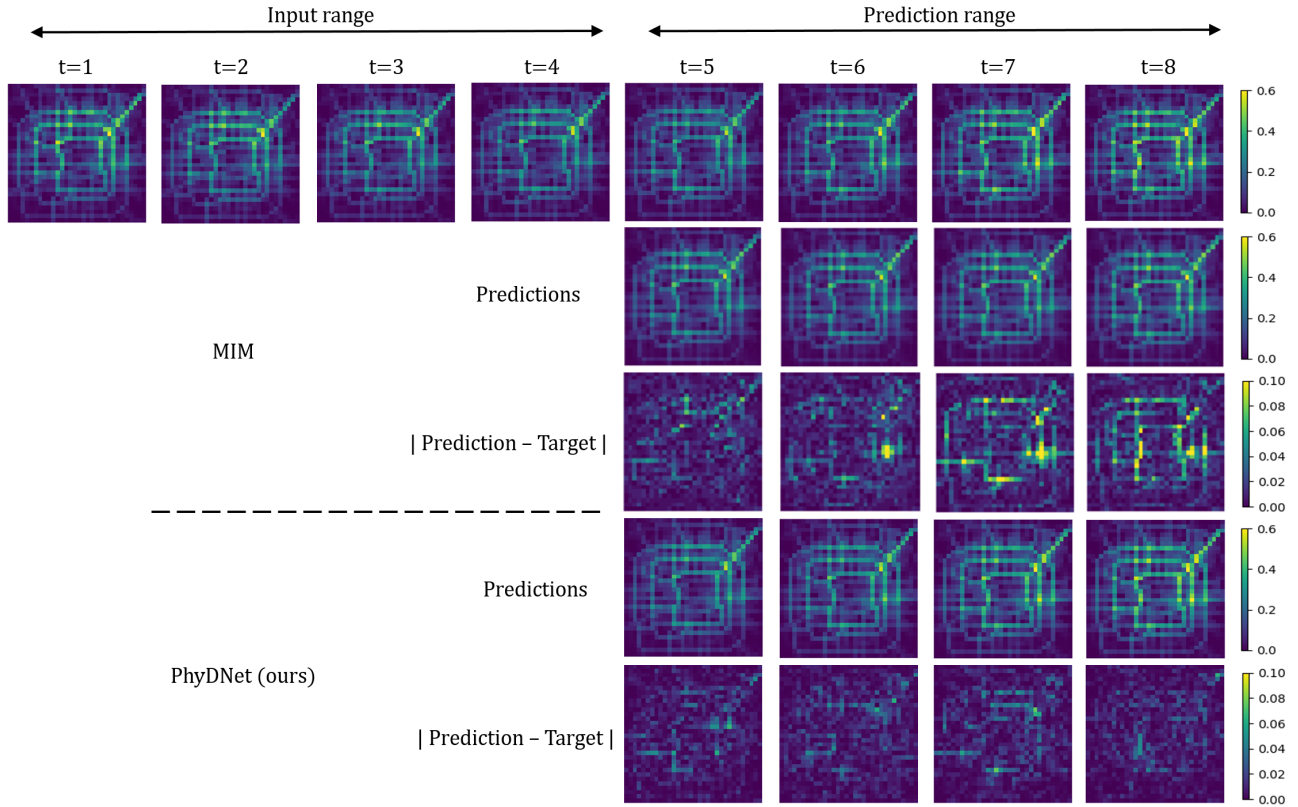 Input range
Prediction range
t=1
t=2
t=3
t=4
t=5
t=6
t=7
t=8
0.6
0.4
0.2
0.0
Predictions
0.6
0.4
0.2
0.0
MIM
| Prediction – Target |
0.10
0.08
0.06
0.04
0.02
0.00
Predictions
0.6
0.4
0.2
0.0
PhyDNet (ours)
| Prediction – Target |
0.10
0.08
0.06
0.04
0.02
0.00